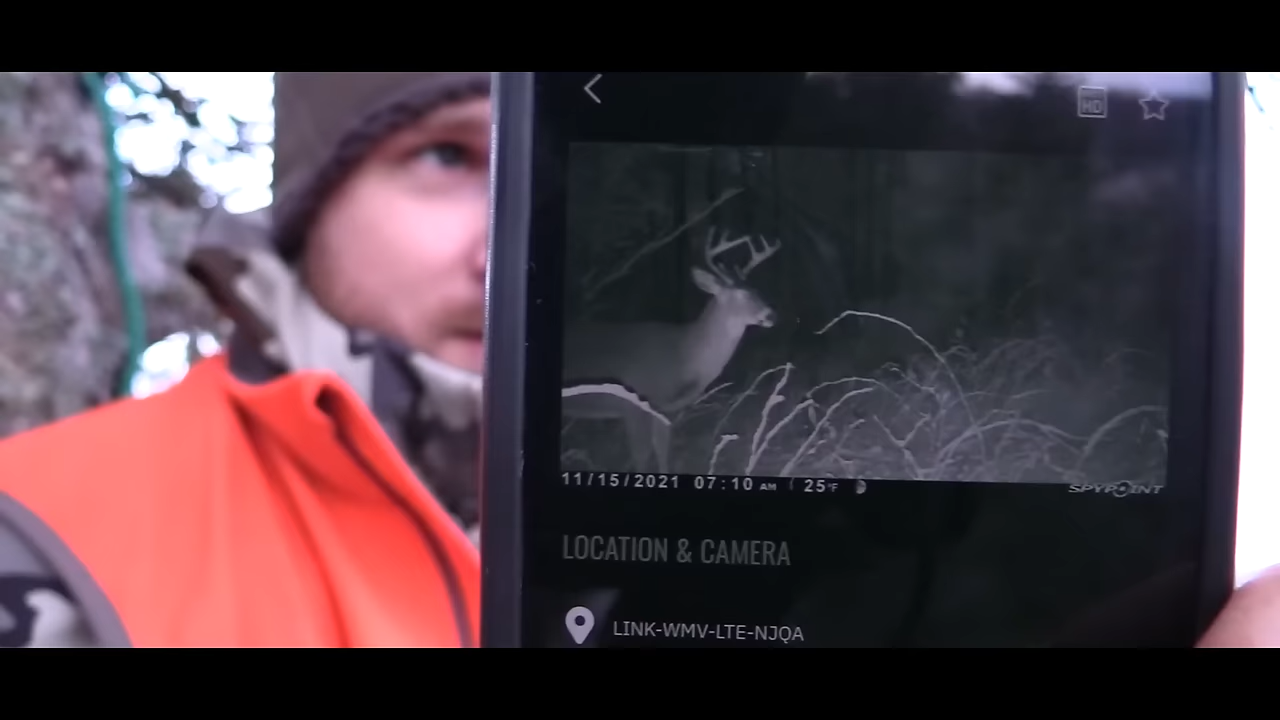 HD
11/15/2021 07:10 AM 25°F SPYPOINT
LOCATION & CAMERA
LINK-WMV-LTE-NJQA